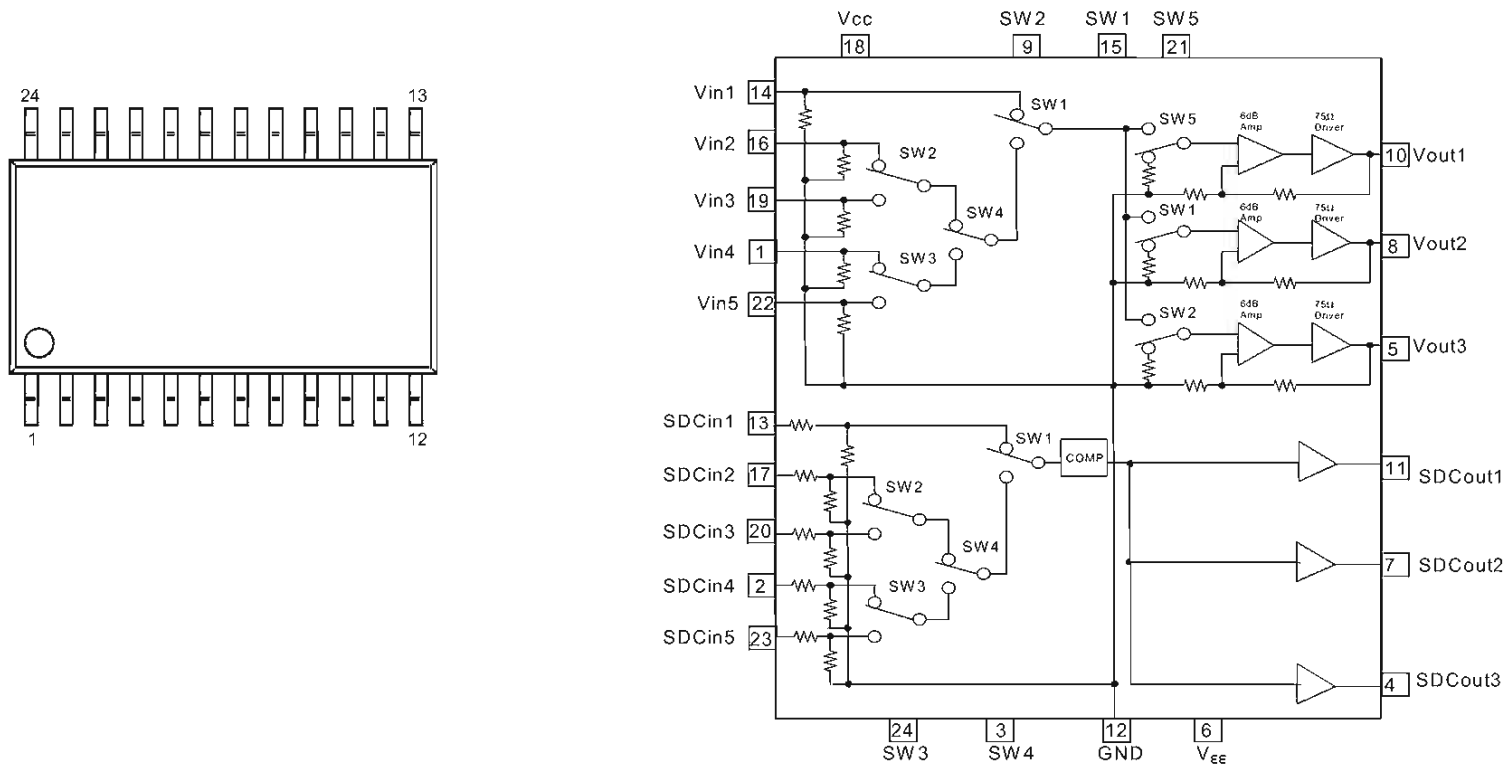 24 13
1 12
Vcc SW2 SW1 SW5
18 9 15 21
Vin1 14
SW1
SW5
6dB Amp
75Ω Driver
Vin2 16
SW2
10 Vout1
Vin3 19
SW4
SW1
6dB Amp
75Ω Driver
Vin4 1
SW3
8 Vout2
Vin5 22
SW2
6dB Amp
75Ω Driver
5 Vout3
SDCin1 13
SW1
COMP
11 SDCout1
SDCin2 17
SW2
SDCin3 20
SW4
7 SDCout2
SDCin4 2
SW3
SDCin5 23
4 SDCout3
24 3 12 6
SW3 SW4 GND VEE